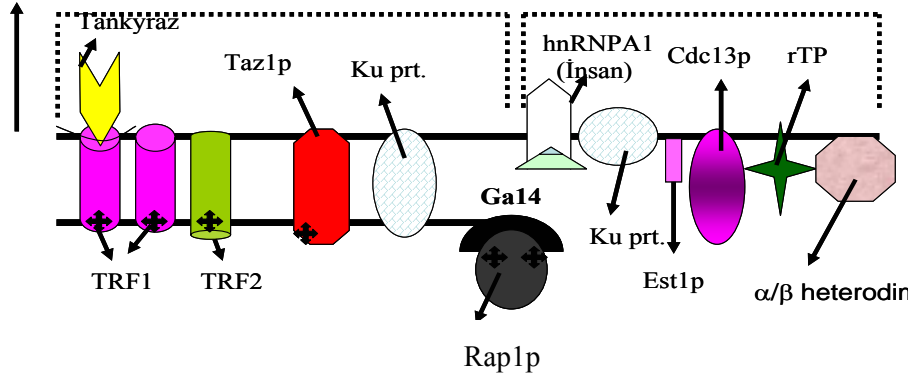 Tankyraz
Taz1p
Ku prt.
hnRNPA1
(İnsan)
Cdc13p
rTP
TRF1
TRF2
Ga14
Rap1p
Ku prt.
Est1p
α/β heterodin